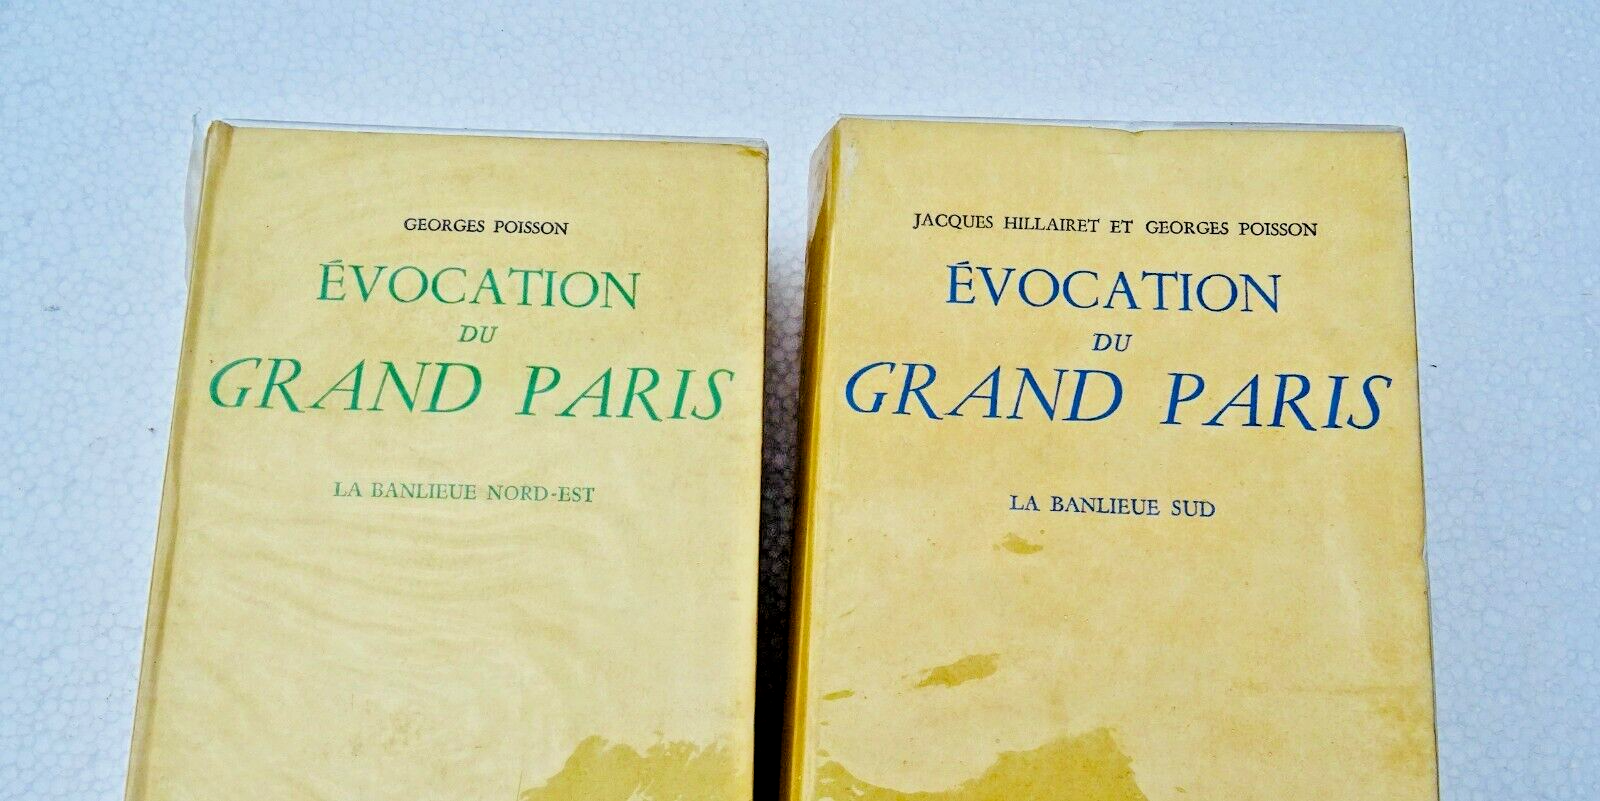 GEORGES POISSON
ÉVOCATION
DU
GRAND PARIS
LA BANLIEUE NORD-EST
JACQUES HILLAIRET ET GEORGES POISSON
ÉVOCATION
DU
GRAND PARIS
LA BANLIEUE SUD